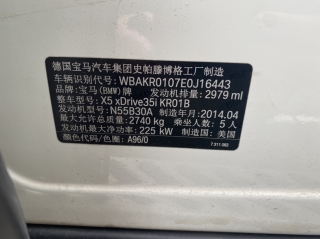 德国宝马汽车集团史帕滕博格工厂制造
车辆识别代号: WBAKR0107E0J16443
品牌: 宝马(BMW)牌 发动机排量: 2979 ml
整车型号: X5 xDrive35i KR01B
发动机型号: N55B30A 制造年月: 2014.04
最大允许总质量: 2740 kg 乘坐人数: 5 人
发动机最大净功率: 225 kW 制造国: 美国
颜色代码/色圈: A96/0